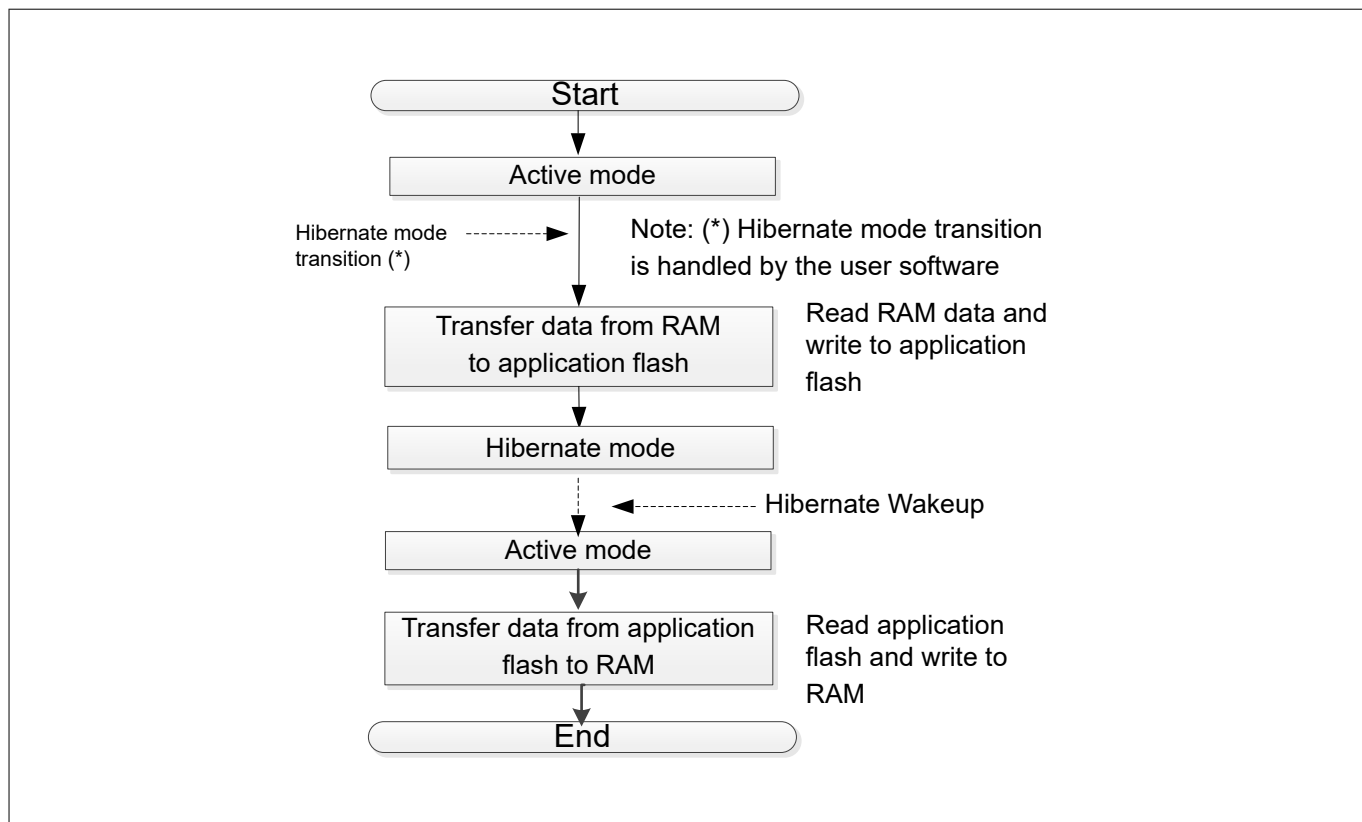 Start
Active mode
Hibernate mode
transition (*)
Note: (*) Hibernate mode transition
is handled by the user software
Transfer data from RAM
to application flash
Read RAM data and
write to application
flash
Hibernate mode
Hibernate Wakeup
Active mode
Transfer data from application
flash to RAM
Read application
flash and write to
RAM
End